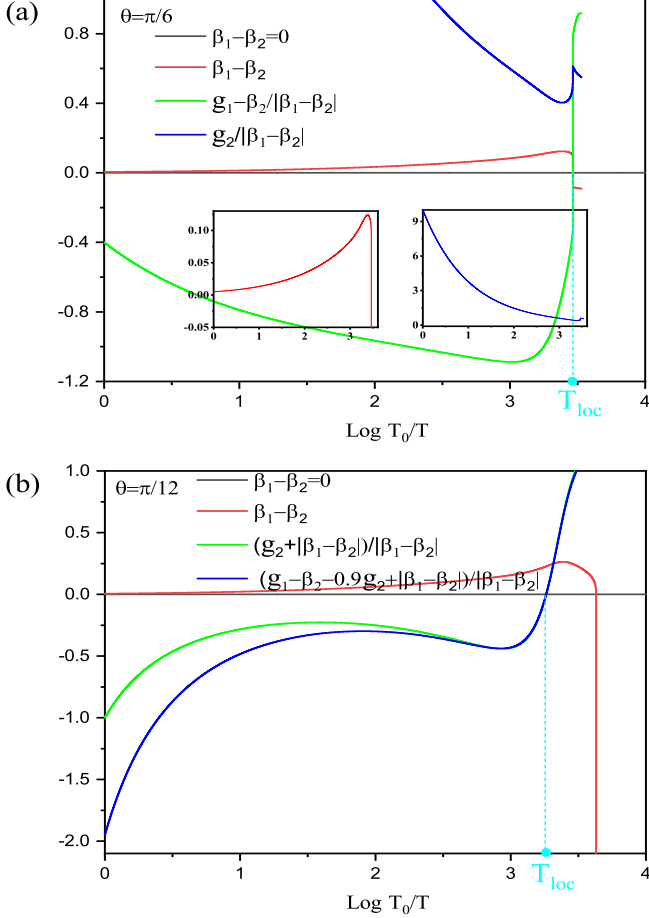 (a)
θ=π/6
β₁−β₂=0
β₁−β₂
g₁−β₂/|β₁−β₂|
g₂/|β₁−β₂|
0.8
0.4
0.0
-0.4
-0.8
-1.2
0.10
0.05
0.00
-0.05
0 1 2 3
9
6
3
0
0 1 2 3
0 1 2 3 4
T_loc
Log T₀/T
(b)
θ=π/12
β₁−β₂=0
β₁−β₂
(g₂+|β₁−β₂|)/|β₁−β₂|
(g₁−β₂−0.9g₂+|β₁−β₂|)/|β₁−β₂|
1.0
0.5
0.0
-0.5
-1.0
-1.5
-2.0
0 1 2 3 4
T_loc
Log T₀/T